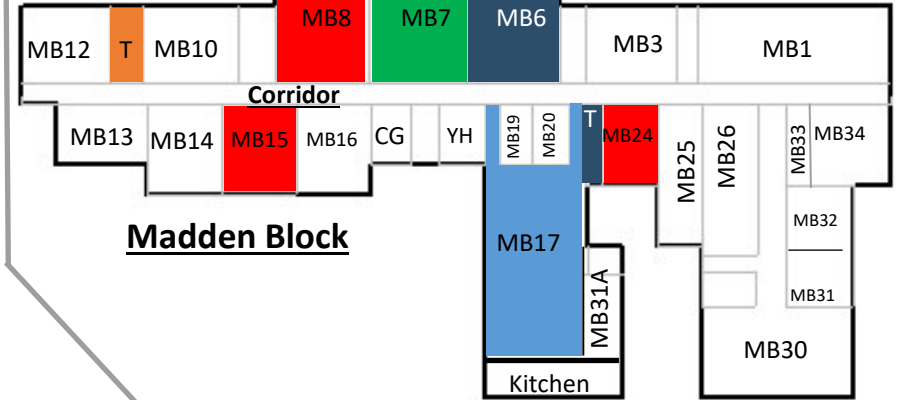 MB12
T
MB10
MB8
MB7
MB6
MB3
MB1
Corridor
MB13
MB14
MB15
MB16
CG
YH
MB19
MB20
T
MB24
MB25
MB26
MB33
MB34
Madden Block
MB17
MB32
MB31A
MB31
MB30
Kitchen